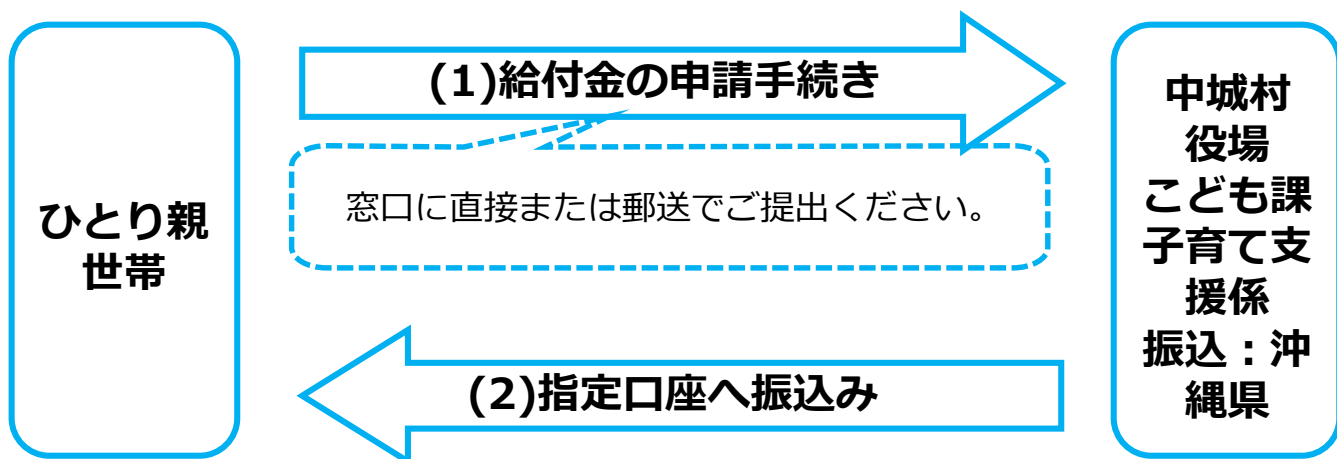 ひとり親
世帯
(1)給付金の申請手続き
窓口に直接または郵送でご提出ください。
(2)指定口座へ振込み
中城村
役場
こども課
子育て支
援係
振込：沖
縄県